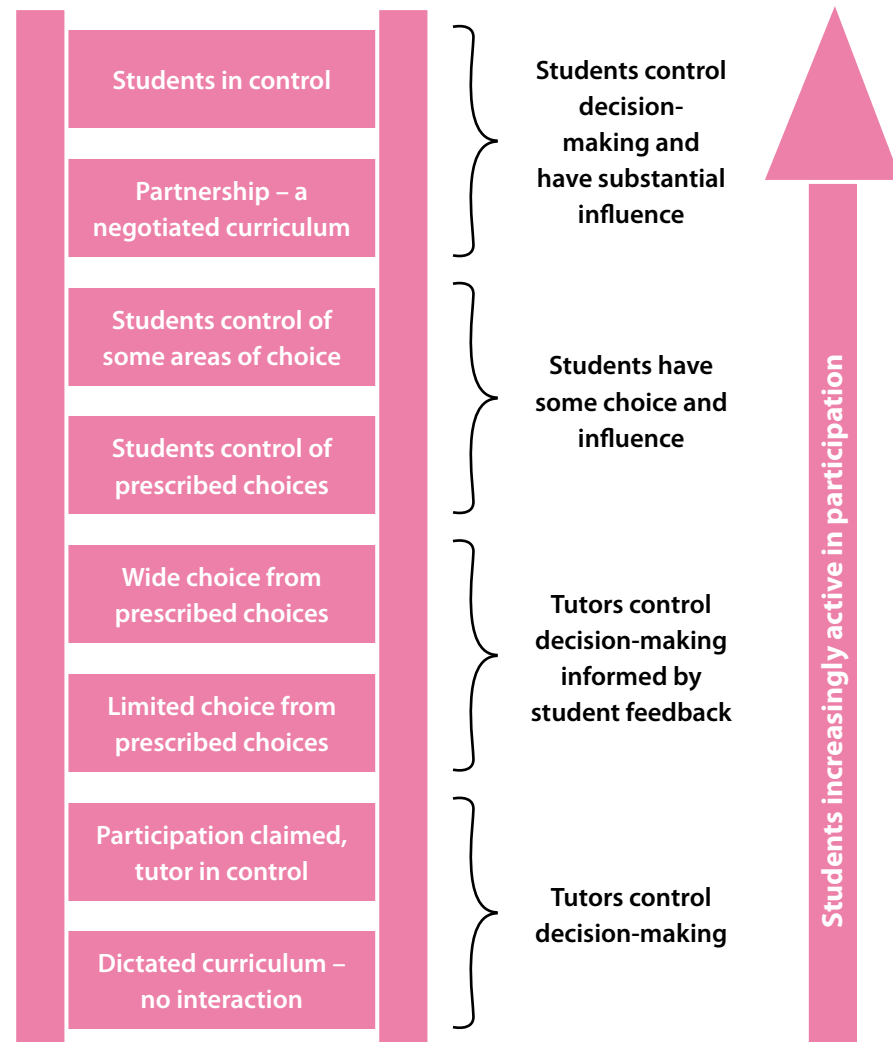 Students in control
Partnership – a
negotiated curriculum
Students control
decision-
making and
have substantial
influence
Students control of
some areas of choice
Students control of
prescribed choices
Students have
some choice and
influence
Wide choice from
prescribed choices
Limited choice from
prescribed choices
Tutors control
decision-making
informed by
student feedback
Participation claimed,
tutor in control
Dictated curriculum –
no interaction
Tutors control
decision-making
Students increasingly active in participation